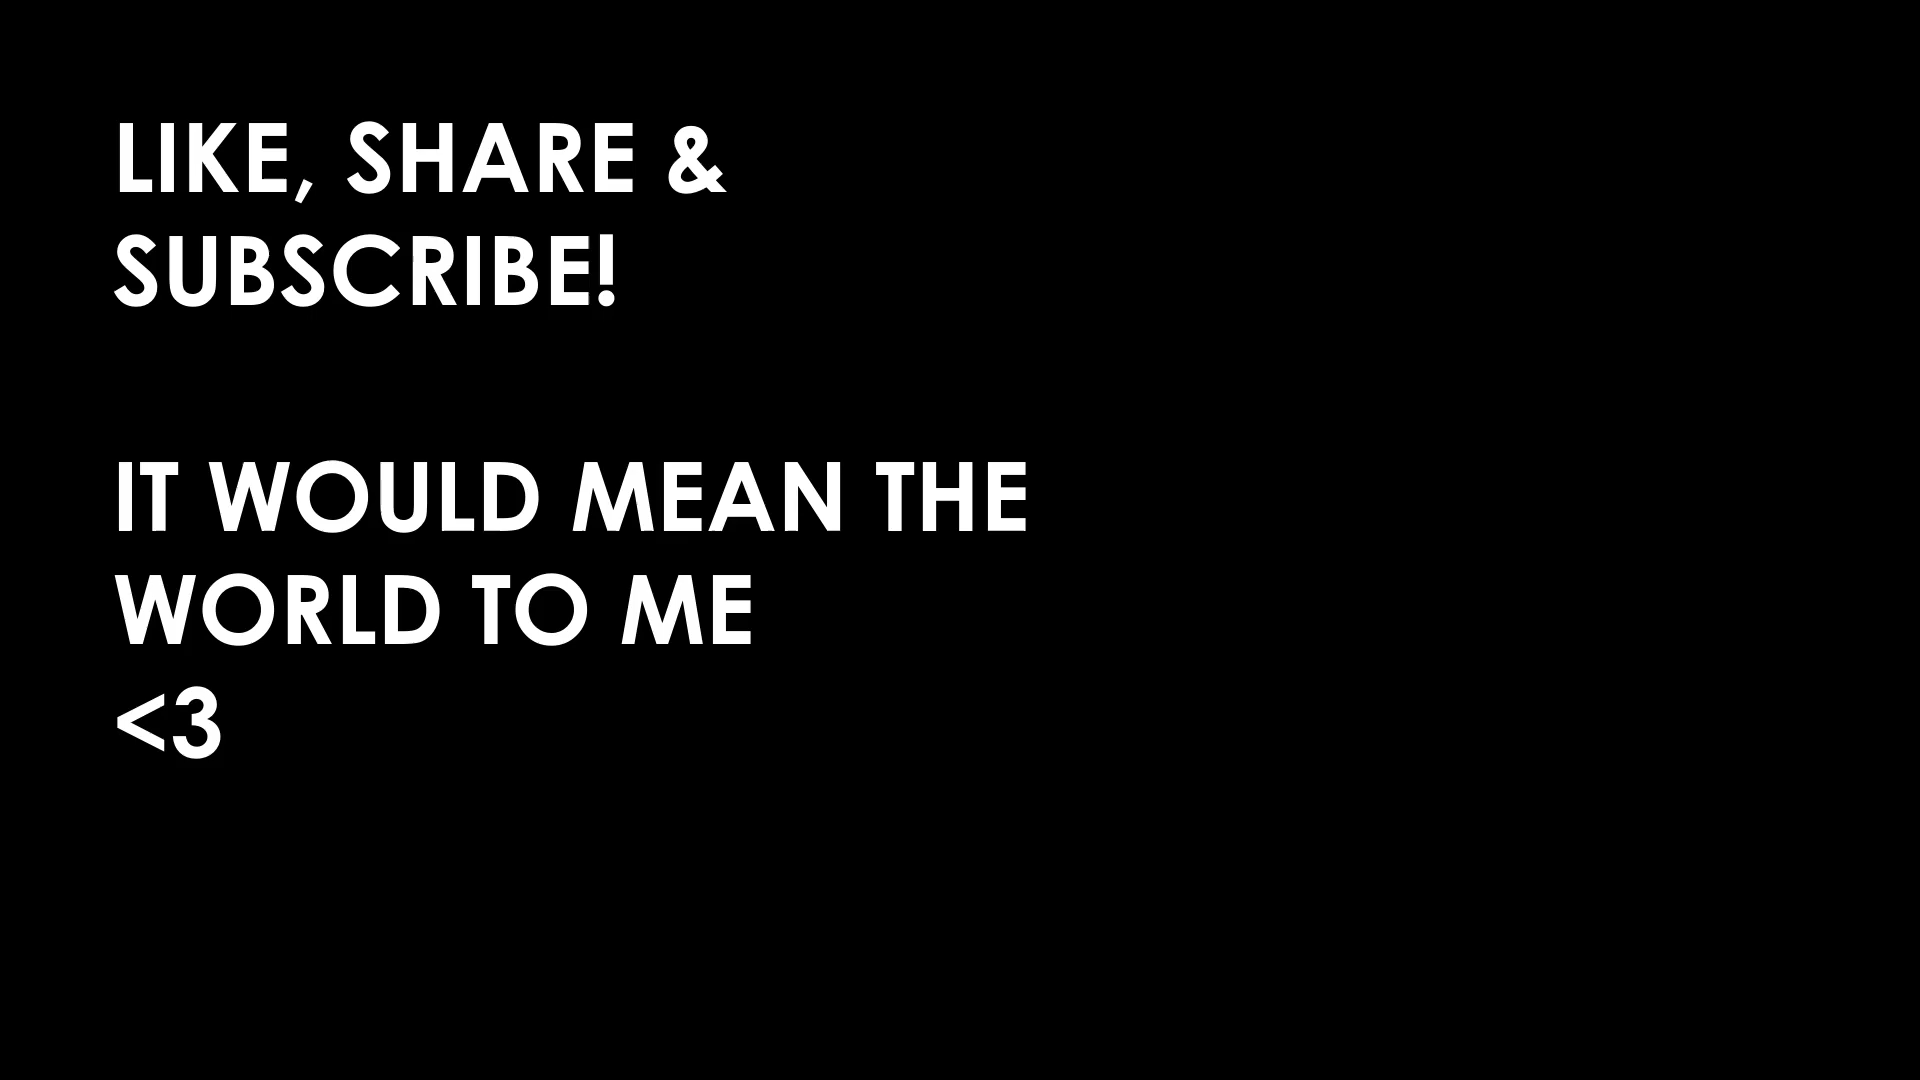 LIKE, SHARE &
SUBSCRIBE!
IT WOULD MEAN THE
WORLD TO ME
<3